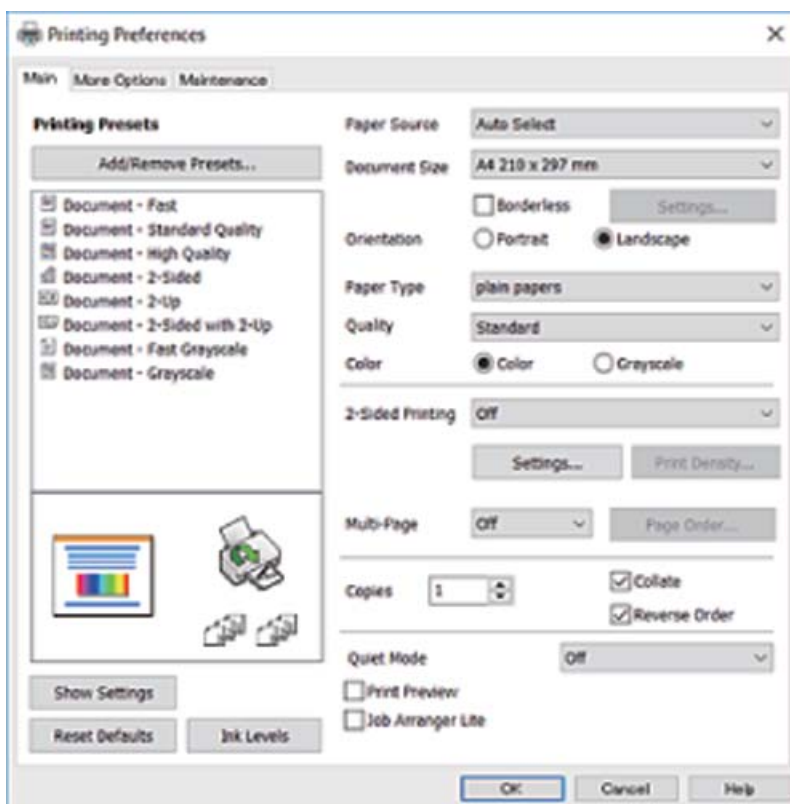 Printing Preferences
Main More Options Maintenance
Printing Presets
Add/Remove Presets...
Document - Fast
Document - Standard Quality
Document - High Quality
Document - 2-Sided
Document - 2-Up
Document - 2-Sided with 2-Up
Document - Fast Grayscale
Document - Grayscale
Show Settings
Reset Defaults Ink Levels
Paper Source Auto Select
Document Size A4 210 x 297 mm
Borderless Settings...
Orientation Portrait Landscape
Paper Type plain papers
Quality Standard
Color Color Grayscale
2-Sided Printing Off
Settings... Print Density...
Multi-Page Off Page Order...
Copies 1 Collate
Reverse Order
Quiet Mode Off
Print Preview
Job Arranger Lite
OK Cancel Help